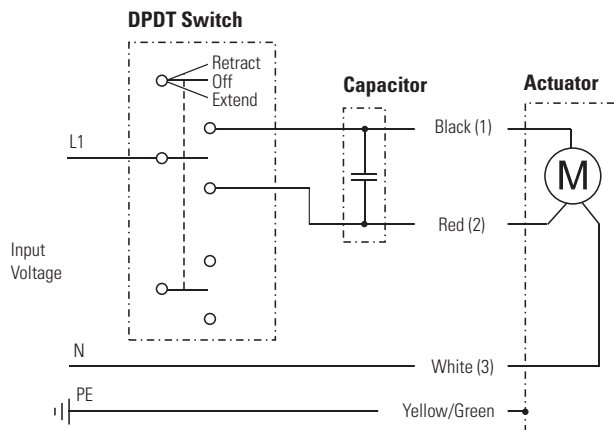 DPDT Switch
Retract
Off
Extend
Capacitor
Actuator
L1
Black (1)
M
Red (2)
Input
Voltage
N
White (3)
PE
Yellow/Green